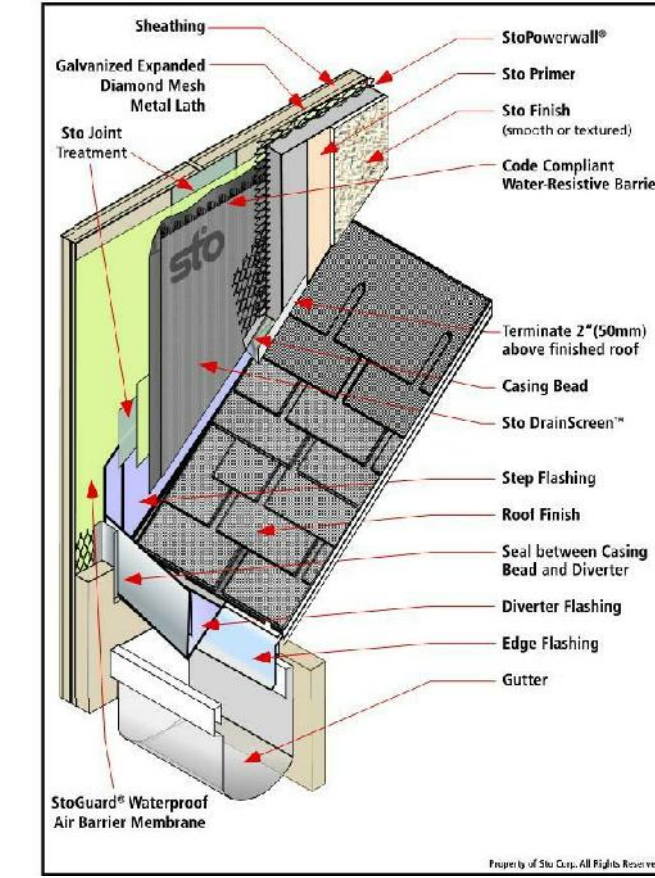 Sheathing
Galvanized Expanded
Diamond Mesh
Metal Lath
Sto Joint
Treatment
StoPowerwall®
Sto Primer
Sto Finish
(smooth or textured)
Code Compliant
Water-Resistive Barrie
sto
Terminate 2"(50mm)
above finished roof
Casing Bead
Sto DrainScreen™
Step Flashing
Roof Finish
Seal between Casing
Bead and Diverter
Diverter Flashing
Edge Flashing
Gutter
StoGuard® Waterproof
Air Barrier Membrane
Property of Sto Corp. All Rights Reserve